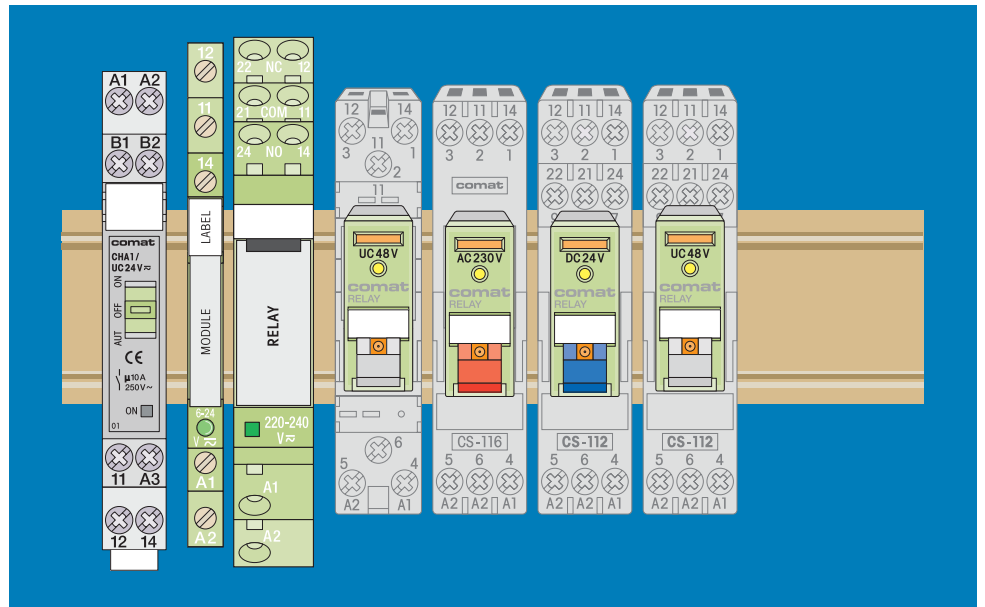 A1 A2
B1 B2
comat
CHA1/
UC24V≂
ON
OFF
AUT
CE
µ10A
250V~
ON
01
11 A3
12 14
12
11
14
LABEL
MODULE
6-24
V≂
A1
A2
22 NC 12
21 COM 11
24 NO 14
RELAY
220-240
V≂
A1
A2
12 14
11
3 1
2
11
UC48V
comat
RELAY
6
5 4
A2 A1
12 11 14
3 2 1
comat
AC230V
comat
RELAY
CS-116
5 6 4
A2 A2 A1
12 11 14
3 2 1
22 21 24
DC24V
comat
RELAY
CS-112
5 6 4
A2 A2 A1
12 11 14
3 2 1
22 21 24
UC48V
comat
RELAY
CS-112
5 6 4
A2 A2 A1